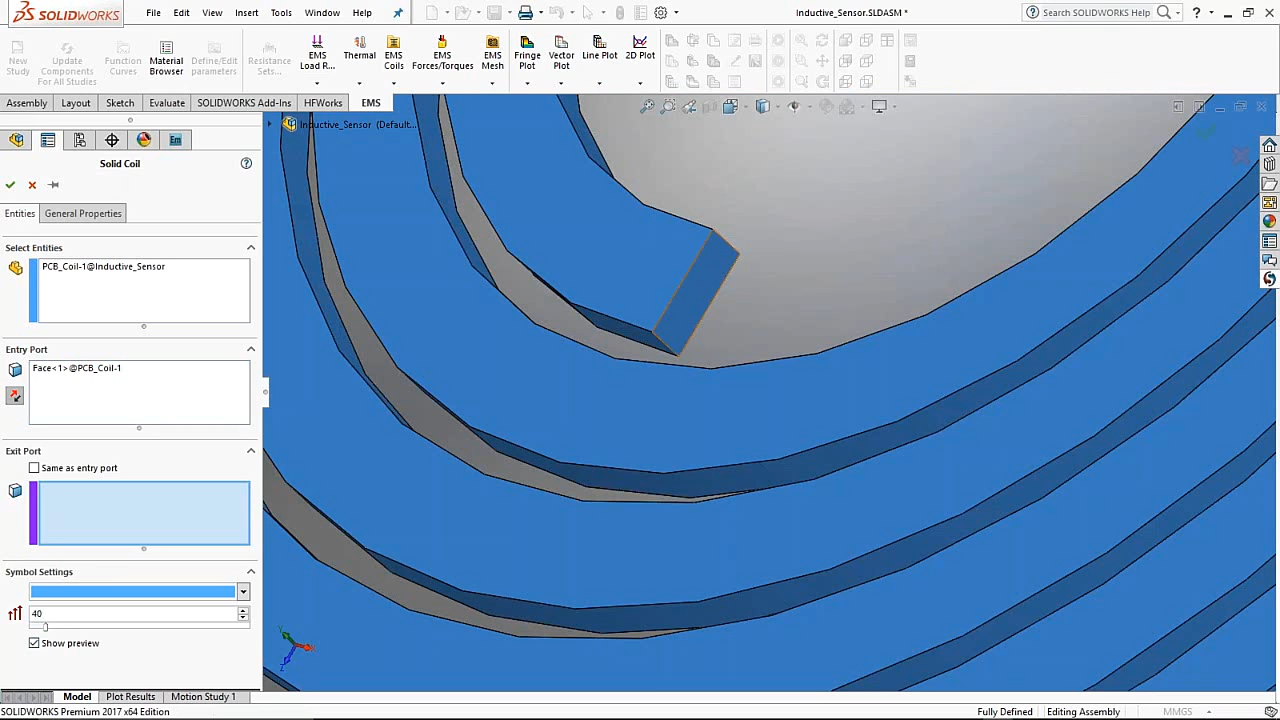 SOLIDWORKS
File Edit View Insert Tools Window Help
Inductive_Sensor.SLDASM *
Search SOLIDWORKS Help
New Study
Update Components For All Studies
Function Curves
Material Browser
Define/Edit parameters
Resistance Sets...
EMS Load R...
Thermal
EMS Coils
EMS Forces/Torques
EMS Mesh
Fringe Plot
Vector Plot
Line Plot
2D Plot
Assembly Layout Sketch Evaluate SOLIDWORKS Add-Ins HFWorks EMS
Inductive_Sensor (Default...
Em
Solid Coil
Entities General Properties
Select Entities
PCB_Coil-1@Inductive_Sensor
Entry Port
Face<1>@PCB_Coil-1
Exit Port
Same as entry port
Symbol Settings
40
Show preview
Model Plot Results Motion Study 1
SOLIDWORKS Premium 2017 x64 Edition
Fully Defined Editing Assembly MMGS